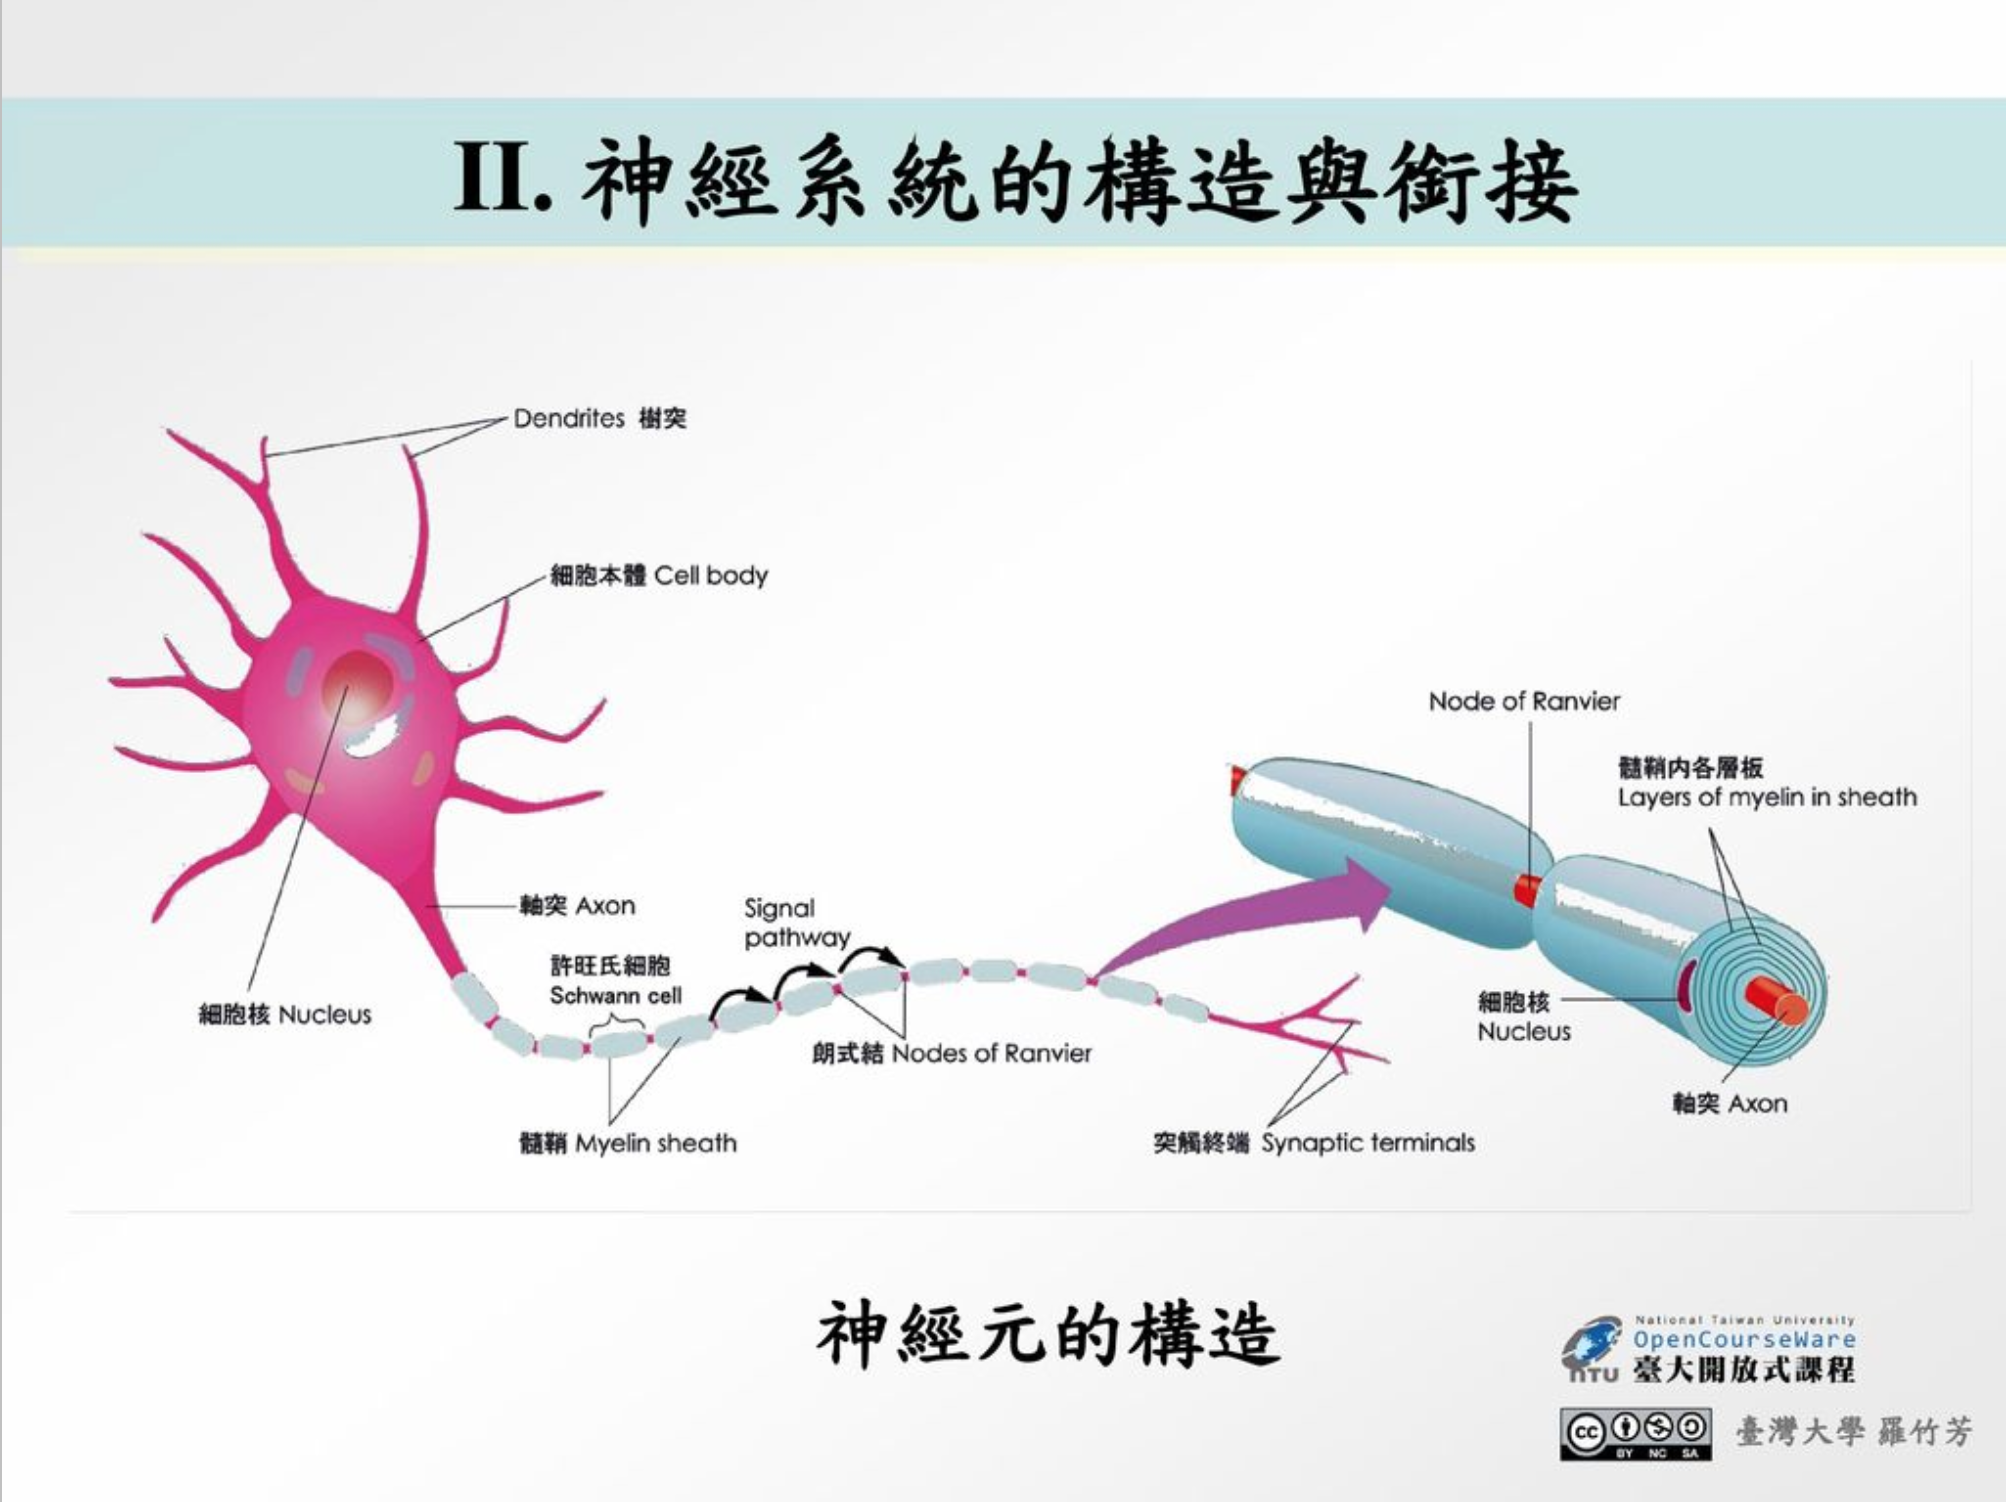 II. 神經系統的構造與銜接
Dendrites 樹突
細胞本體 Cell body
Node of Ranvier
髓鞘内各層板
Layers of myelin in sheath
軸突 Axon
Signal
pathway
許旺氏細胞
Schwann cell
細胞核 Nucleus
朗式結 Nodes of Ranvier
細胞核
Nucleus
軸突 Axon
髓鞘 Myelin sheath
突觸終端 Synaptic terminals
神經元的構造
National Taiwan University
OpenCourseWare
NTU 臺大開放式課程
cc BY NC SA
臺灣大學 羅竹芳